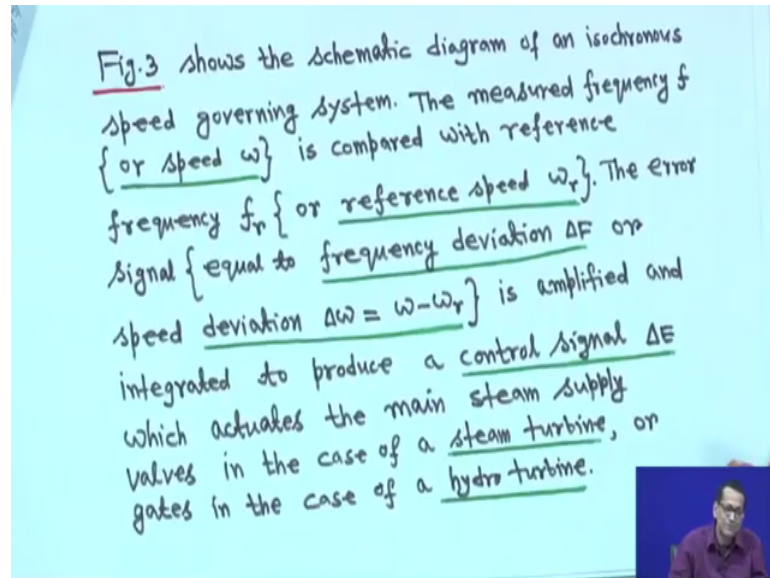 Fig.3 shows the schematic diagram of an isochronous
speed governing system. The measured frequency f
{or speed ω} is compared with reference
frequency fr {or reference speed ωr}. The error
signal {equal to frequency deviation ΔF or
speed deviation Δω = ω-ωr} is amplified and
integrated to produce a control signal ΔE
which actuates the main steam supply
valves in the case of a steam turbine, or
gates in the case of a hydro turbine.